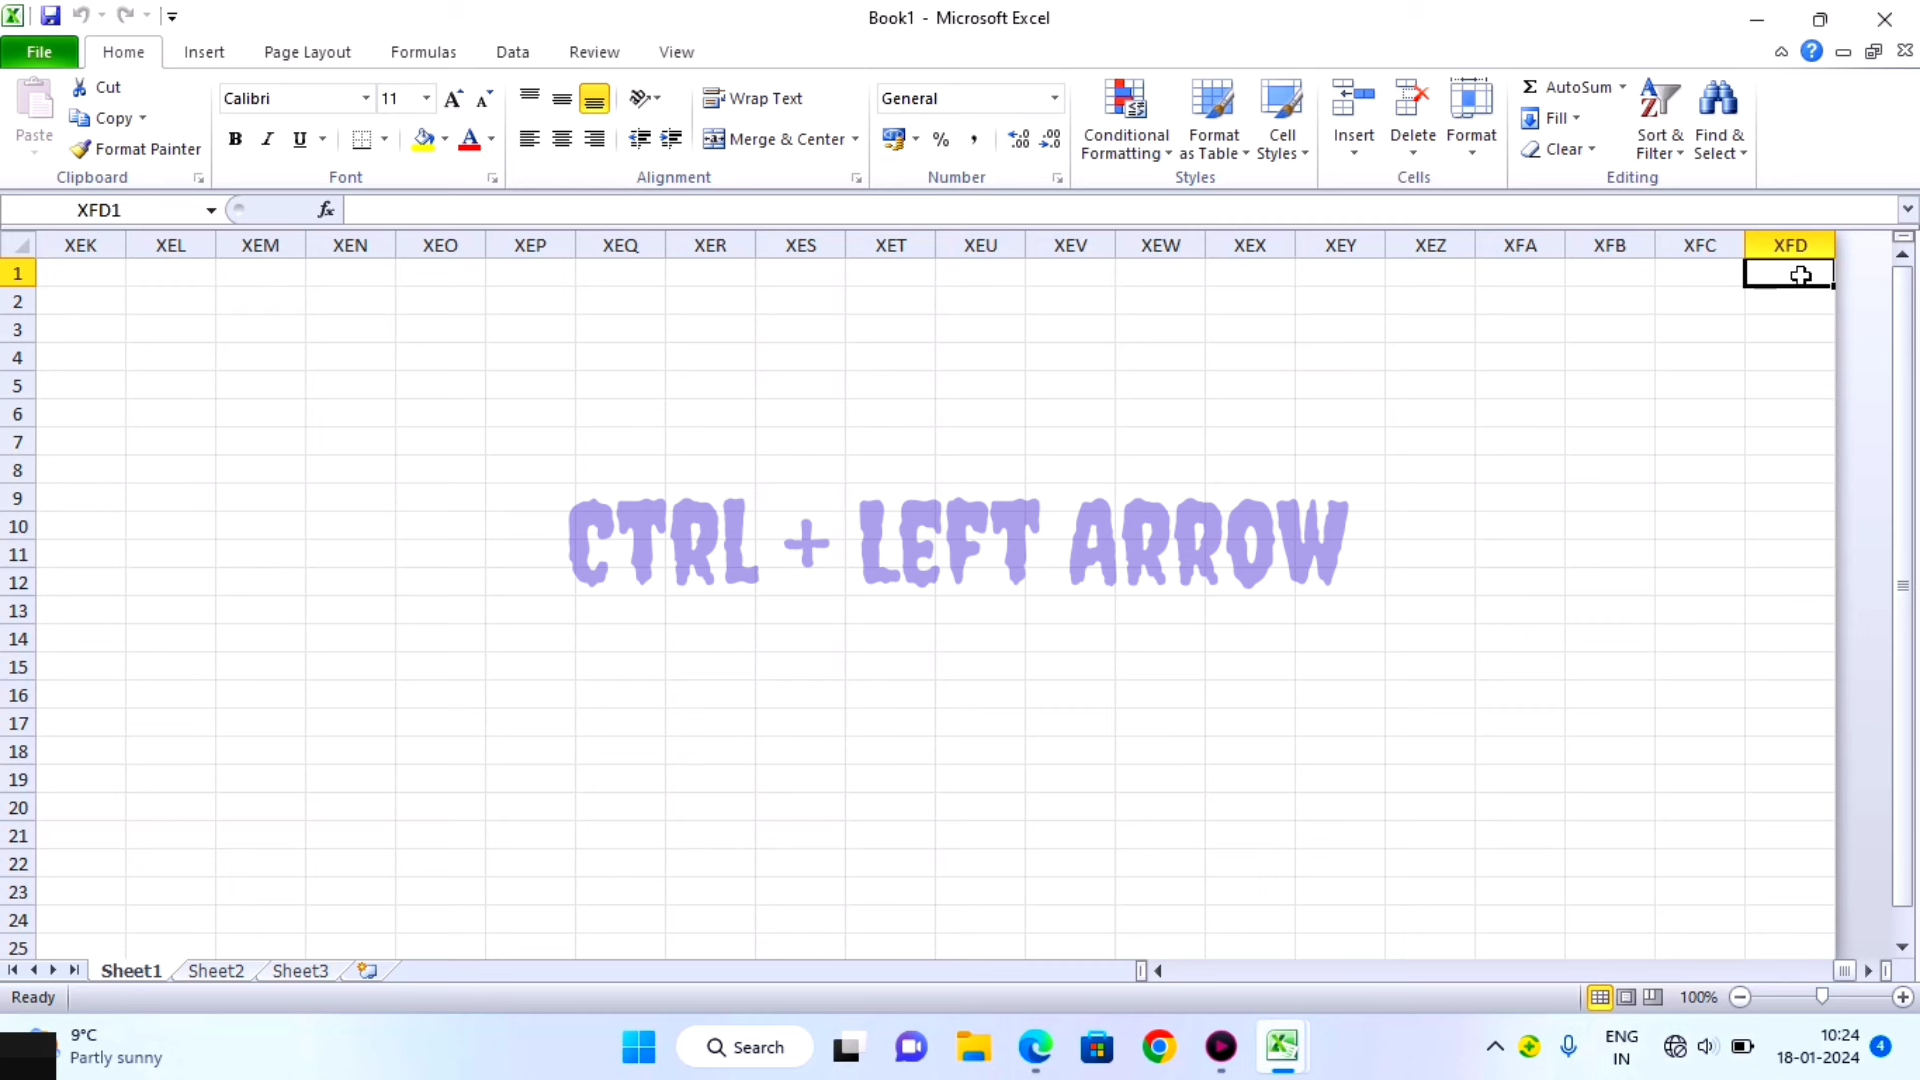 Book1 - Microsoft Excel
File Home Insert Page Layout Formulas Data Review View
Paste
Cut
Copy
Format Painter
Clipboard
Calibri 11
B I U
Font
Wrap Text
Merge & Center
Alignment
General
% ,
Number
Conditional Formatting
Format as Table
Cell Styles
Styles
Insert Delete Format
Cells
Σ AutoSum
Fill
Clear
Sort & Filter
Find & Select
Editing
XFD1 fx
XEK XEL XEM XEN XEO XEP XEQ XER XES XET XEU XEV XEW XEX XEY XEZ XFA XFB XFC XFD
1
2
3
4
5
6
7
8
9
CTRL + LEFT ARROW
10
11
12
13
14
15
16
17
18
19
20
21
22
23
24
25
Sheet1 Sheet2 Sheet3
Ready 100%
9°C
Partly sunny
Search
ENG
IN
10:24
18-01-2024
4